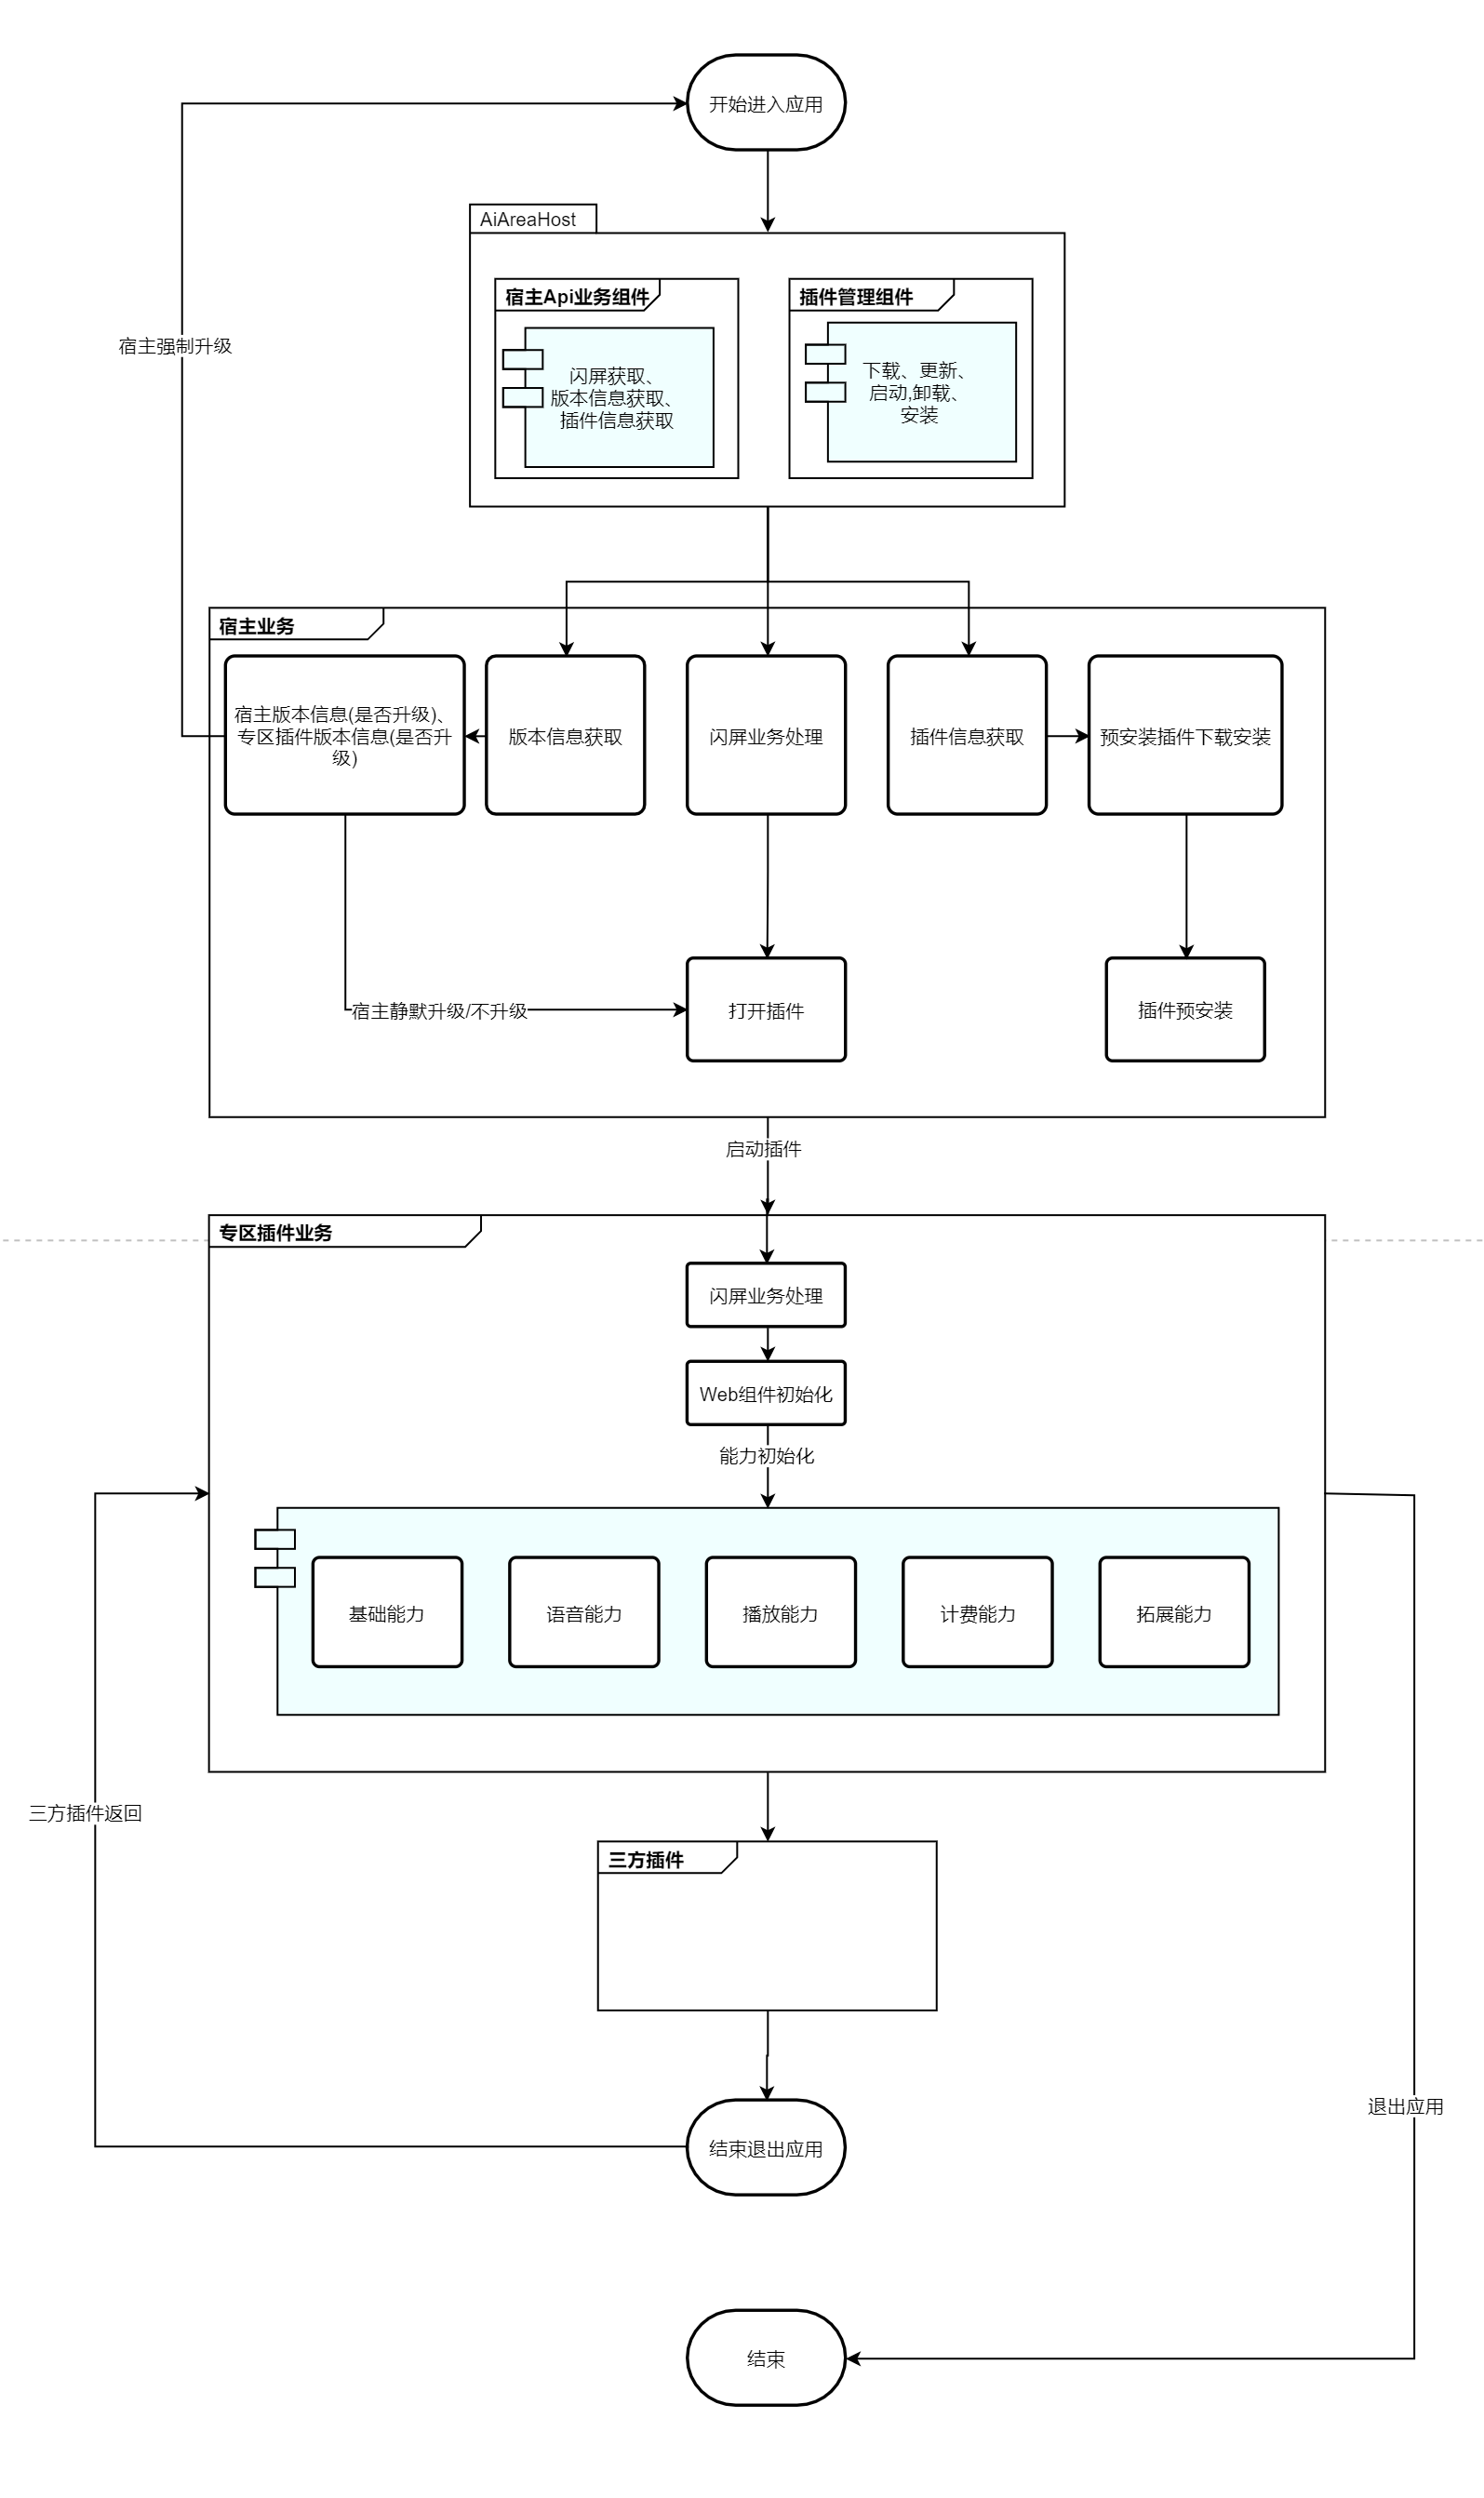 开始进入应用
AiAreaHost
宿主Api业务组件
插件管理组件
闪屏获取、
版本信息获取、
插件信息获取
下载、更新、
启动,卸载、
安装
宿主强制升级
宿主业务
宿主版本信息(是否升级)、
专区插件版本信息(是否升
级)
版本信息获取
闪屏业务处理
插件信息获取
预安装插件下载安装
宿主静默升级/不升级
打开插件
插件预安装
启动插件
专区插件业务
闪屏业务处理
Web组件初始化
能力初始化
基础能力
语音能力
播放能力
计费能力
拓展能力
三方插件返回
三方插件
退出应用
结束退出应用
结束